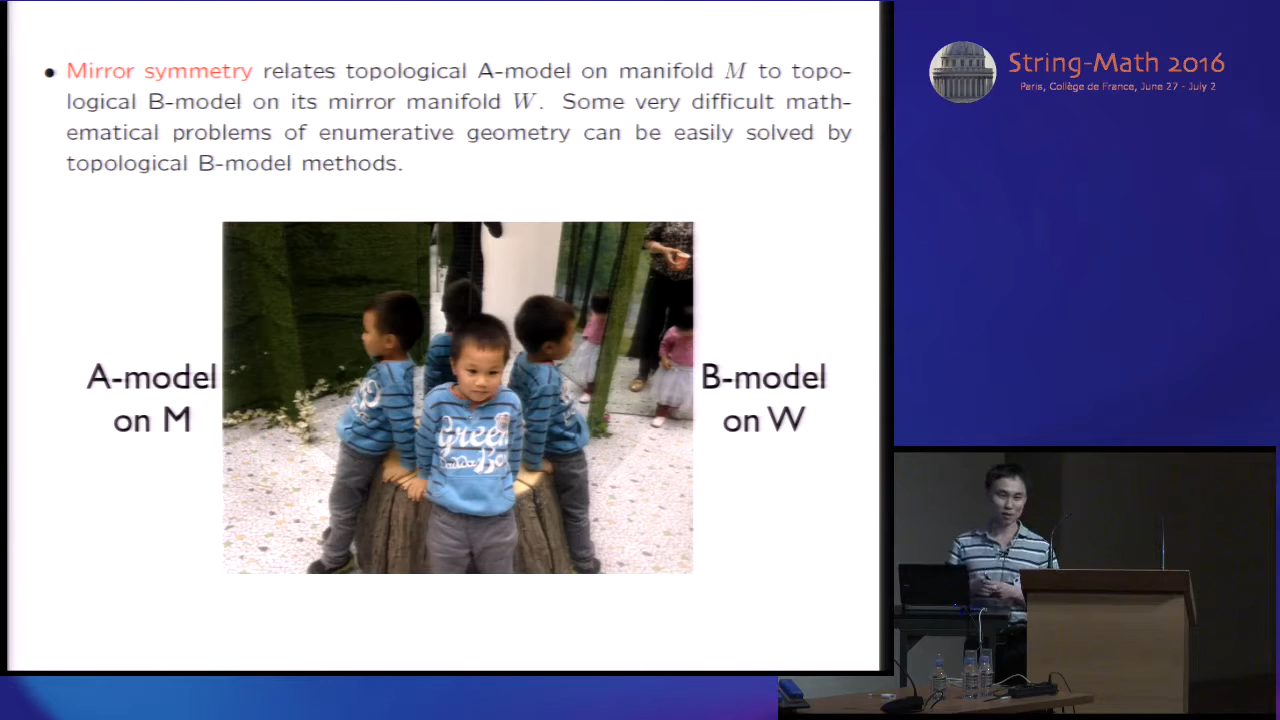 • Mirror symmetry relates topological A-model on manifold M to topo-
logical B-model on its mirror manifold W. Some very difficult math-
ematical problems of enumerative geometry can be easily solved by
topological B-model methods.
A-model
on M
Green
B-model
on W
String-Math 2016
Paris, Collège de France, June 27 - July 2